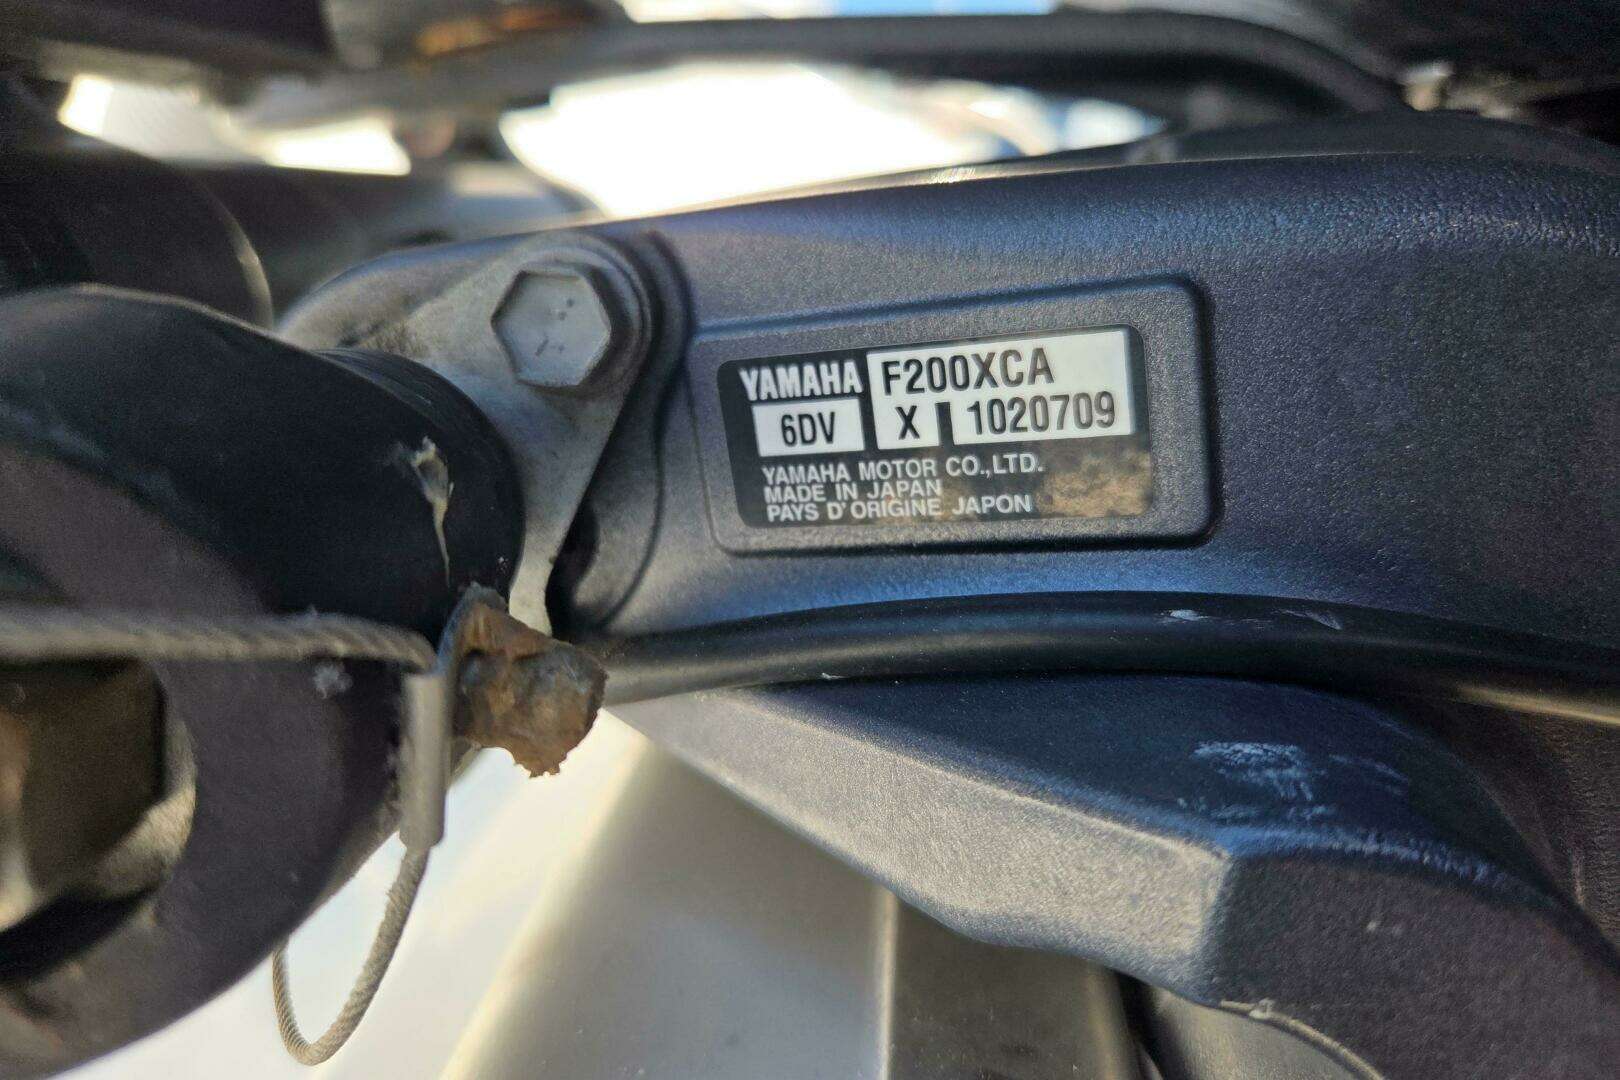 YAMAHA F200XCA
6DV X 1020709
YAMAHA MOTOR CO.,LTD.
MADE IN JAPAN
PAYS D'ORIGINE JAPON